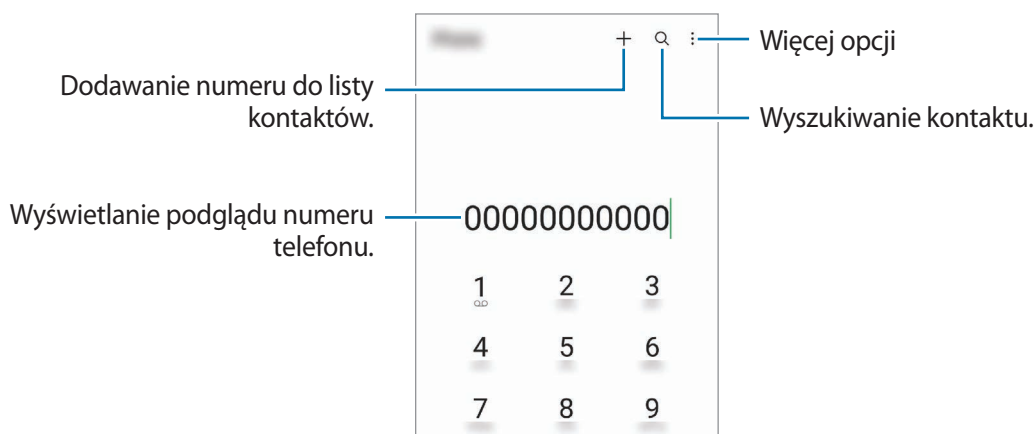 Więcej opcji
Dodawanie numeru do listy
kontaktów.
Wyszukiwanie kontaktu.
Wyświetlanie podglądu numeru
telefonu.
00000000000
1 2 3
4 5 6
7 8 9